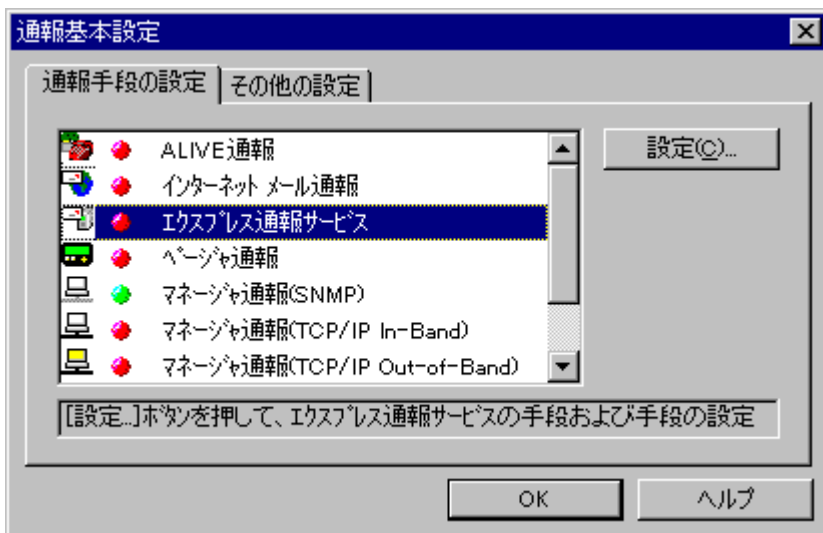 通報基本設定
通報手段の設定 その他の設定
ALIVE通報 設定(C)...
ｲﾝﾀｰﾈｯﾄ ﾒｰﾙ通報
ｴｸｽﾌﾟﾚｽ通報ｻｰﾋﾞｽ
ﾍﾟｰｼﾞｬ通報
ﾏﾈｰｼﾞｬ通報(SNMP)
ﾏﾈｰｼﾞｬ通報(TCP/IP In-Band)
ﾏﾈｰｼﾞｬ通報(TCP/IP Out-of-Band)
[設定...]ﾎﾞﾀﾝを押して、ｴｸｽﾌﾟﾚｽ通報ｻｰﾋﾞｽの手段および手段の設定
OK ヘルプ